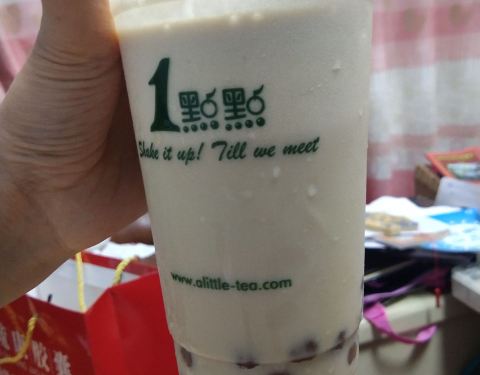 1點點
Shake it up! Till we meet
www.alittle-tea.com